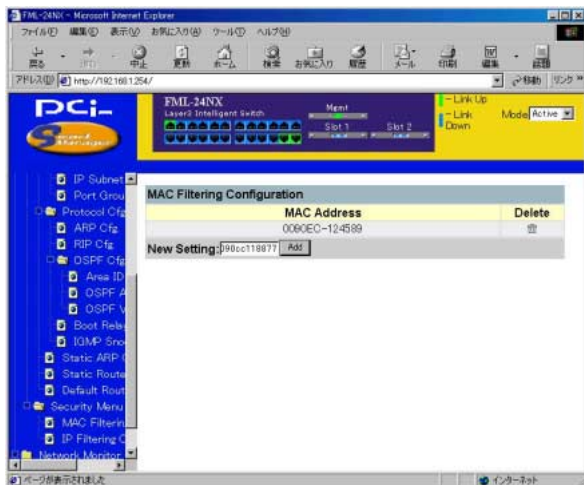 FML-24NX - Microsoft Internet Explorer
ファイル(F) 編集(E) 表示(V) お気に入り(A) ツール(T) ヘルプ(H)
戻る 中止 更新 ホーム 検索 お気に入り 履歴 メール 印刷 編集
アドレス(D) http://192.168.1.254/ 移動 リンク »
PCi
FML-24NX
Layer3 Intelligent Switch
Mgmt
Slot 1 Slot 2
- Link Up
- Link Down
Mode Active
IP Subnet
Port Grou
Protocol Cfg
ARP Cfg
RIP Cfg
OSPF Cfg
Area ID
OSPF A
OSPF V
Boot Relay
IGMP Sno
Static ARP
Static Route
Default Rout
Security Menu
MAC Filterin
IP Filtering C
Network Monitor
MAC Filtering Configuration
MAC Address Delete
0090EC-124589
New Setting: 090cc118877 Add
ページが表示されました
インターネット